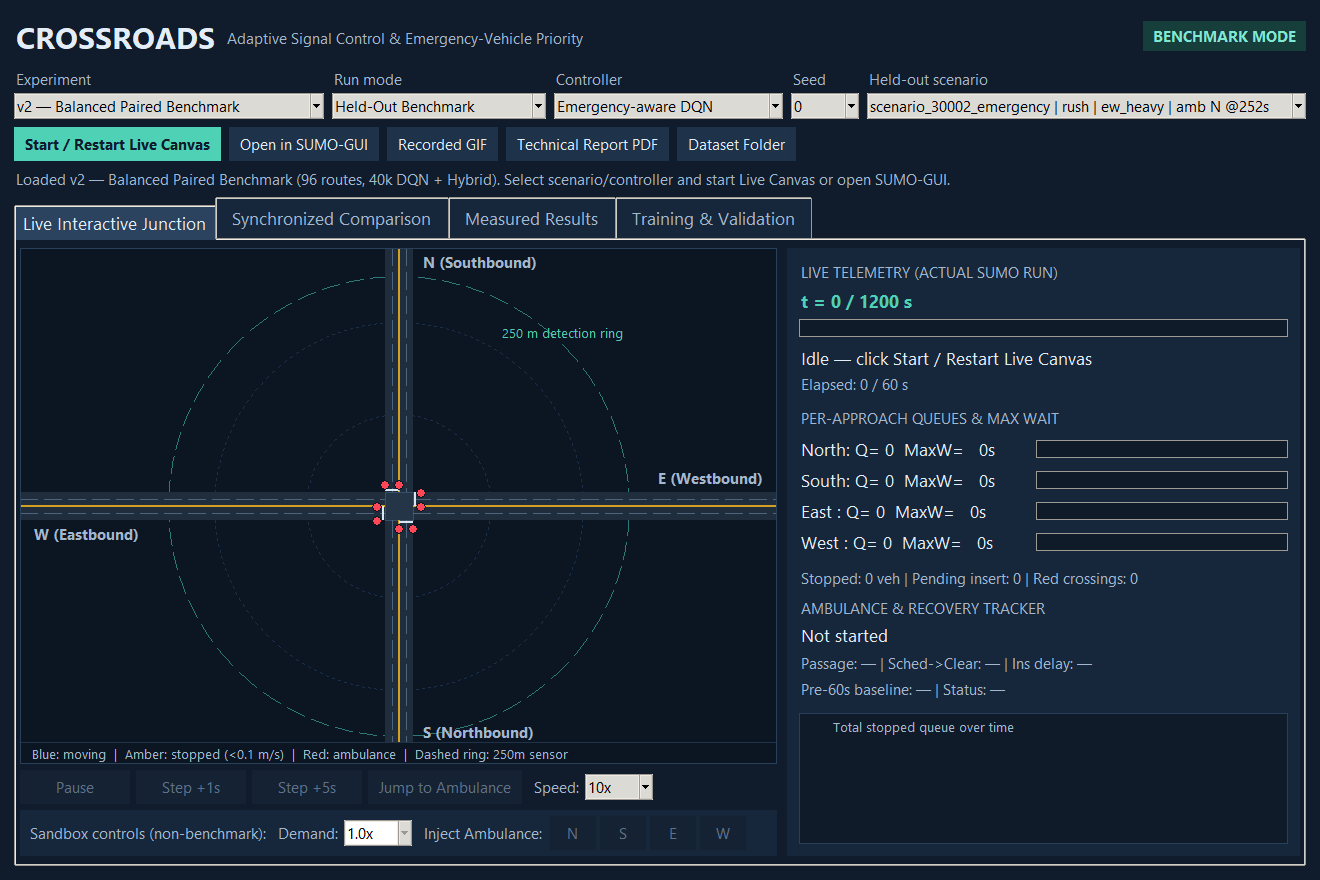 CROSSROADS Adaptive Signal Control & Emergency-Vehicle Priority BENCHMARK MODE
Experiment Run mode Controller Seed Held-out scenario
v2 — Balanced Paired Benchmark Held-Out Benchmark Emergency-aware DQN 0 scenario_30002_emergency | rush | ew_heavy | amb N @252s
Start / Restart Live Canvas Open in SUMO-GUI Recorded GIF Technical Report PDF Dataset Folder
Loaded v2 — Balanced Paired Benchmark (96 routes, 40k DQN + Hybrid). Select scenario/controller and start Live Canvas or open SUMO-GUI.
Live Interactive Junction Synchronized Comparison Measured Results Training & Validation
N (Southbound)
250 m detection ring
E (Westbound)
W (Eastbound)
S (Northbound)
Blue: moving | Amber: stopped (<0.1 m/s) | Red: ambulance | Dashed ring: 250m sensor
Pause Step +1s Step +5s Jump to Ambulance Speed: 10x
Sandbox controls (non-benchmark): Demand: 1.0x Inject Ambulance: N S E W
LIVE TELEMETRY (ACTUAL SUMO RUN)
t = 0 / 1200 s
Idle — click Start / Restart Live Canvas
Elapsed: 0 / 60 s
PER-APPROACH QUEUES & MAX WAIT
North: Q= 0 MaxW= 0s
South: Q= 0 MaxW= 0s
East : Q= 0 MaxW= 0s
West : Q= 0 MaxW= 0s
Stopped: 0 veh | Pending insert: 0 | Red crossings: 0
AMBULANCE & RECOVERY TRACKER
Not started
Passage: — | Sched->Clear: — | Ins delay: —
Pre-60s baseline: — | Status: —
Total stopped queue over time